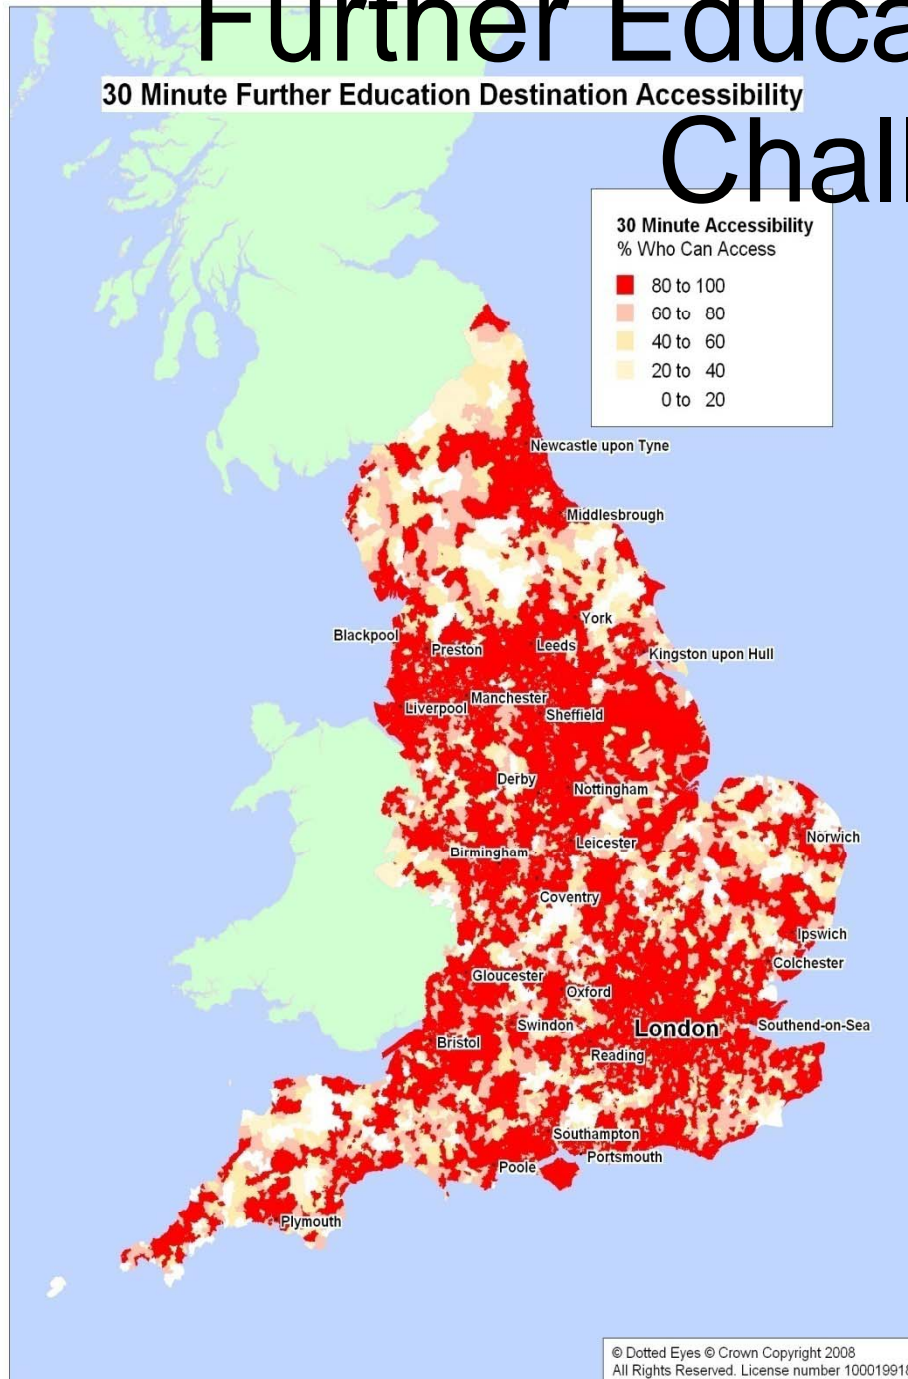 Further Educa
30 Minute Further Education Destination Accessibility
Chall
30 Minute Accessibility
% Who Can Access
80 to 100
60 to 80
40 to 60
20 to 40
0 to 20
Newcastle upon Tyne
Middlesbrough
York
Blackpool
Preston
Leeds
Kingston upon Hull
Manchester
Liverpool
Sheffield
Derby
Nottingham
Norwich
Leicester
Birmingham
Coventry
Ipswich
Colchester
Gloucester
Oxford
Swindon
London
Southend-on-Sea
Bristol
Reading
Southampton
Portsmouth
Poole
Plymouth
© Dotted Eyes © Crown Copyright 2008
All Rights Reserved. License number 100019918